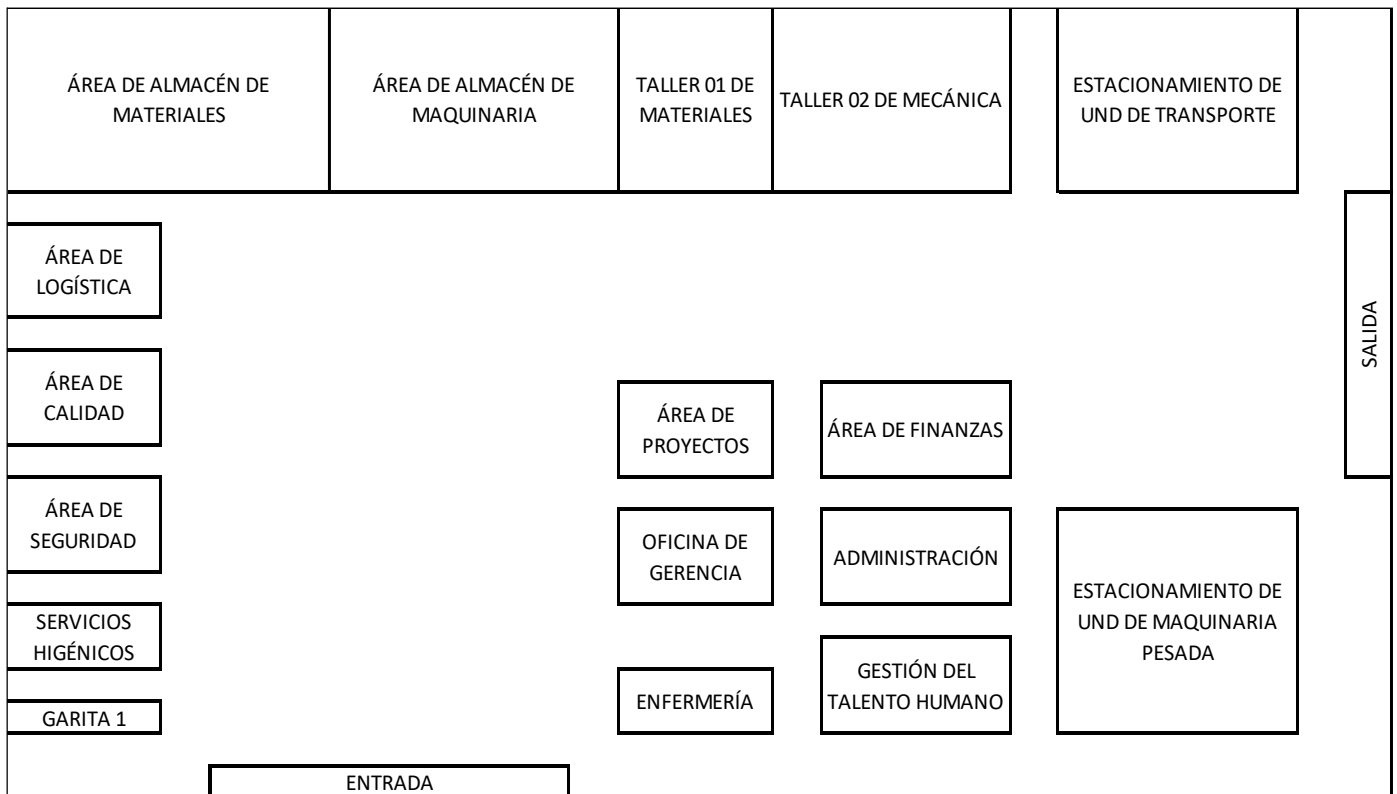 ÁREA DE ALMACÉN DE
MATERIALES
ÁREA DE ALMACÉN DE
MAQUINARIA
TALLER 01 DE
MATERIALES
TALLER 02 DE MECÁNICA
ESTACIONAMIENTO DE
UND DE TRANSPORTE
ÁREA DE
LOGÍSTICA
SALIDA
ÁREA DE
CALIDAD
ÁREA DE
PROYECTOS
ÁREA DE FINANZAS
ÁREA DE
SEGURIDAD
OFICINA DE
GERENCIA
ADMINISTRACIÓN
ESTACIONAMIENTO DE
UND DE MAQUINARIA
PESADA
SERVICIOS
HIGÉNICOS
ENFERMERÍA
GESTIÓN DEL
TALENTO HUMANO
GARITA 1
ENTRADA